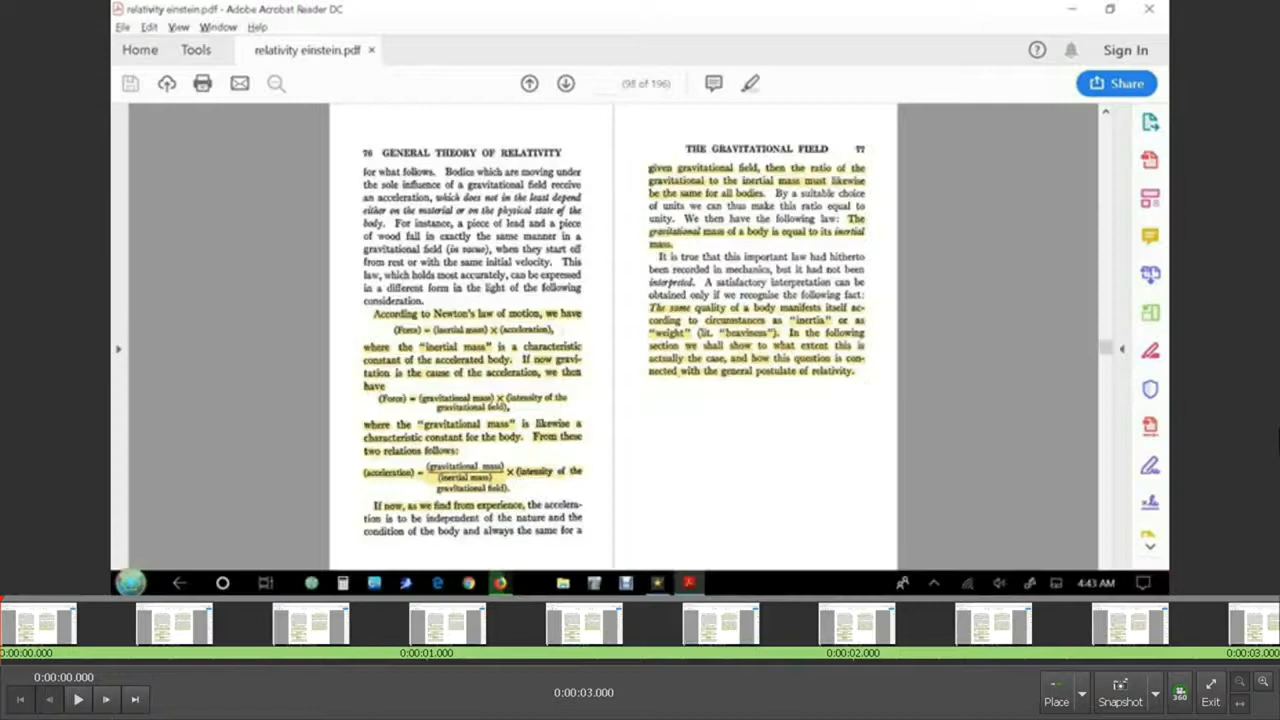 relativity einstein.pdf - Adobe Acrobat Reader DC
File Edit View Window Help
Home Tools relativity einstein.pdf × Sign In
(98 of 196) Share
76 GENERAL THEORY OF RELATIVITY
for what follows. Bodies which are moving under
the sole influence of a gravitational field receive
an acceleration, which does not in the least depend
either on the material or on the physical state of the
body. For instance, a piece of lead and a piece
of wood fall in exactly the same manner in a
gravitational field (in vacuo), when they start off
from rest or with the same initial velocity. This
law, which holds most accurately, can be expressed
in a different form in the light of the following
consideration.
According to Newton's law of motion, we have
(Force) = (inertial mass) × (acceleration),
where the "inertial mass" is a characteristic
constant of the accelerated body. If now gravi-
tation is the cause of the acceleration, we then
have
(Force) = (gravitational mass) × (intensity of the
gravitational field),
where the "gravitational mass" is likewise a
characteristic constant for the body. From these
two relations follows:
(acceleration) = (gravitational mass) / (inertial mass) × (intensity of the
gravitational field).
If now, as we find from experience, the accelera-
tion is to be independent of the nature and the
condition of the body and always the same for a
THE GRAVITATIONAL FIELD 77
given gravitational field, then the ratio of the
gravitational to the inertial mass must likewise
be the same for all bodies. By a suitable choice
of units we can thus make this ratio equal to
unity. We then have the following law: The
gravitational mass of a body is equal to its inertial
mass.
It is true that this important law had hitherto
been recorded in mechanics, but it had not been
interpreted. A satisfactory interpretation can be
obtained only if we recognise the following fact:
The same quality of a body manifests itself ac-
cording to circumstances as "inertia" or as
"weight" (lit. "heaviness"). In the following
section we shall show to what extent this is
actually the case, and how this question is con-
nected with the general postulate of relativity.
4:43 AM
0:00:00.000 0:00:01.000 0:00:02.000 0:00:03.000
0:00:00.000
0:00:03.000
Place Snapshot 360 Exit